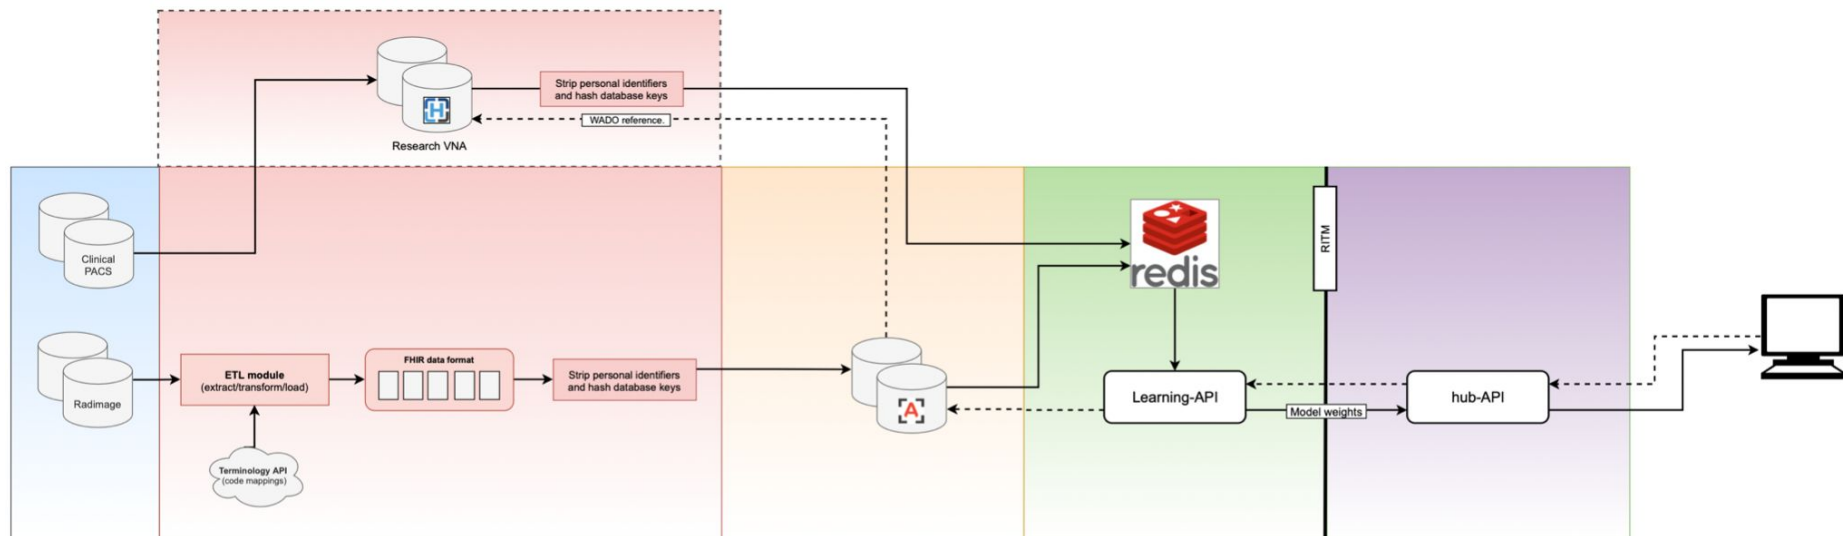 Strip personal identifiers
and hash database keys
WADO reference.
Research VNA
Clinical
PACS
redis
RITM
Radimage
ETL module
(extract/transform/load)
FHIR data format
Strip personal identifiers
and hash database keys
A
Learning-API
Model weights
hub-API
Terminology API
(code mappings)
H